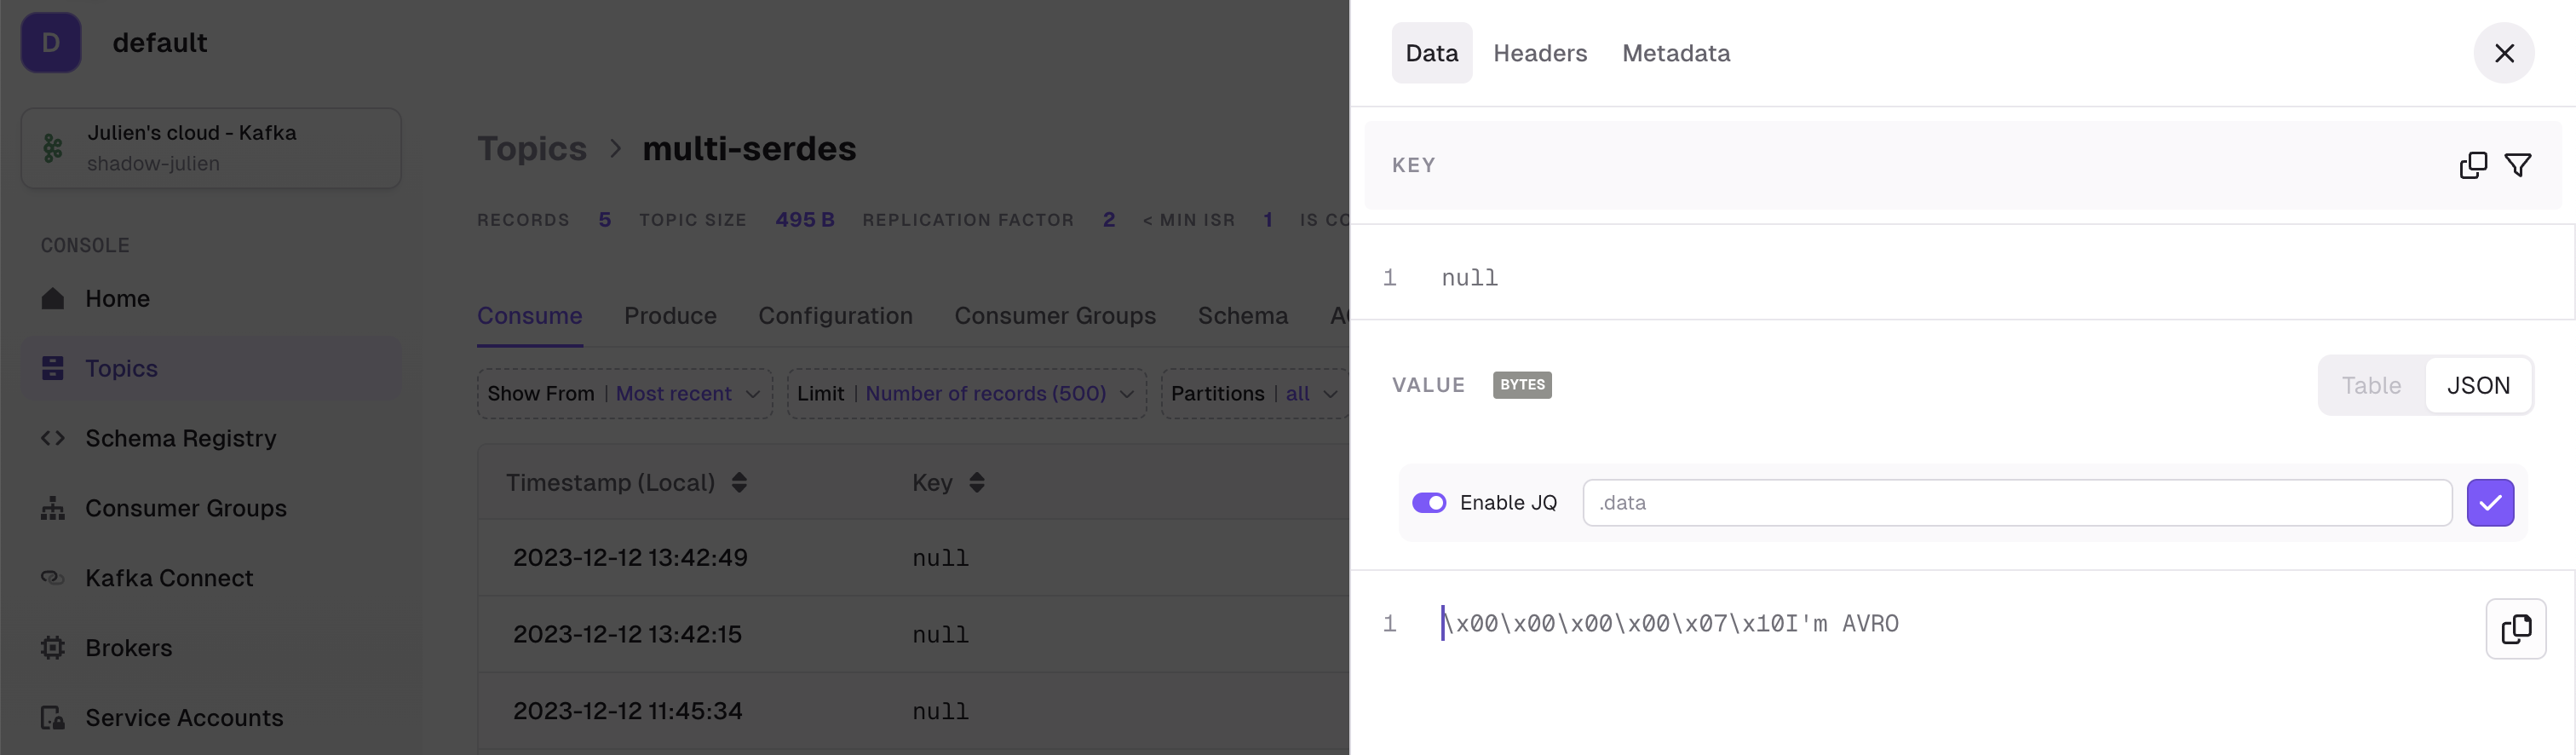 D default
Julien's cloud - Kafka
shadow-julien
CONSOLE
Home
Topics
Schema Registry
Consumer Groups
Kafka Connect
Brokers
Service Accounts
Topics > multi-serdes
RECORDS 5 TOPIC SIZE 495 B REPLICATION FACTOR 2 < MIN ISR 1 IS CO
Consume Produce Configuration Consumer Groups Schema A
Show From | Most recent Limit | Number of records (500) Partitions | all
Timestamp (Local) Key
2023-12-12 13:42:49 null
2023-12-12 13:42:15 null
2023-12-12 11:45:34 null
Data Headers Metadata
KEY
1 null
VALUE BYTES Table JSON
Enable JQ .data
1 \x00\x00\x00\x00\x07\x10I'm AVRO